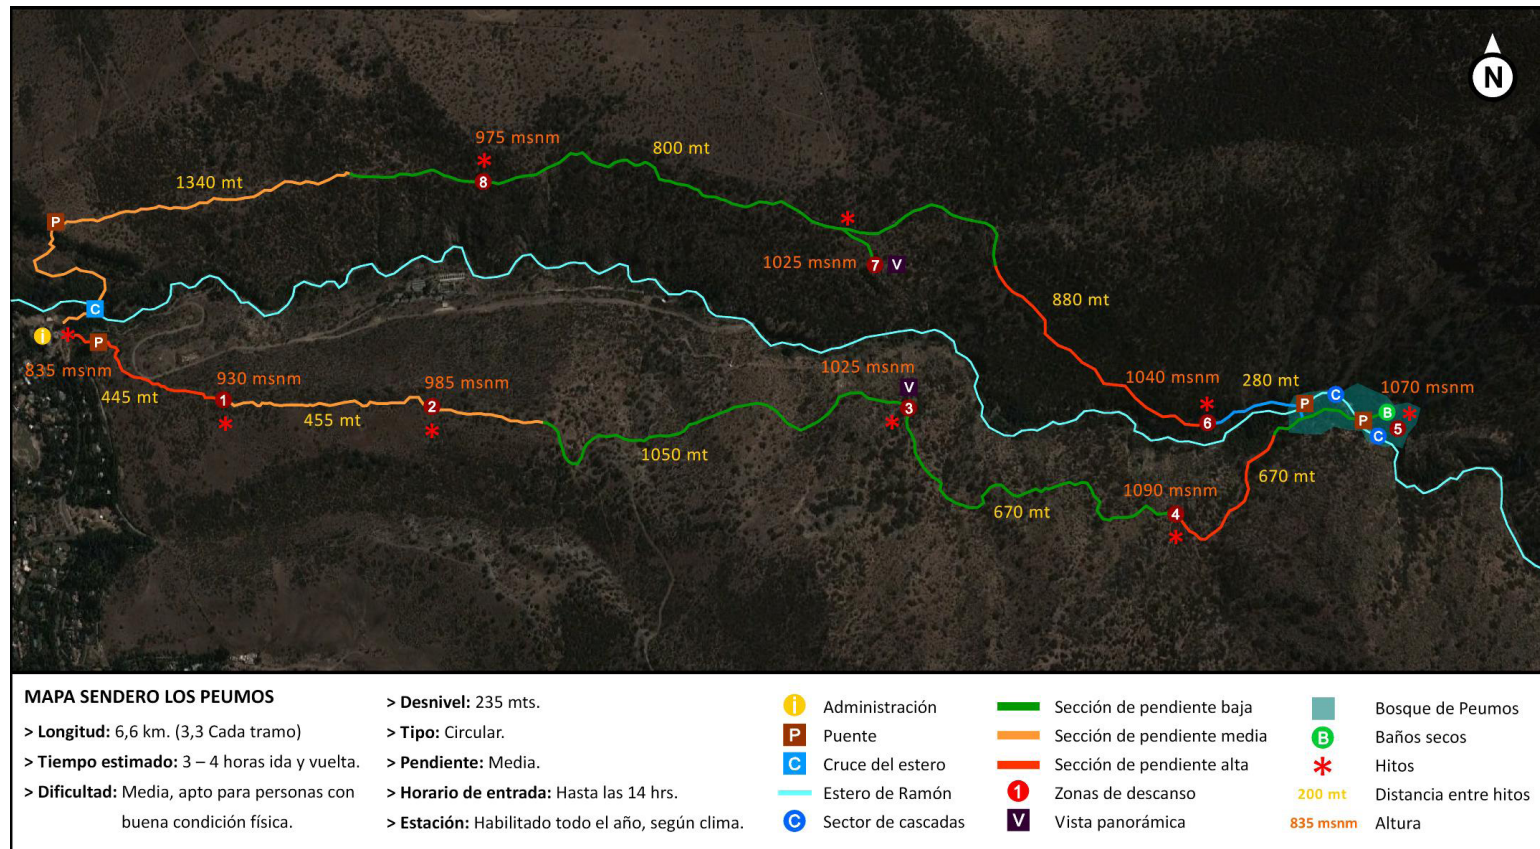 N
975 msnm
800 mt
1340 mt
8
P
1025 msnm
7
V
880 mt
C
i
P
835 msnm
445 mt
930 msnm
1
455 mt
985 msnm
2
1050 mt
1025 msnm
V
3
670 mt
1090 msnm
4
1040 msnm
6
280 mt
P
C
1070 msnm
B
P
5
C
670 mt
MAPA SENDERO LOS PEUMOS
> Longitud: 6,6 km. (3,3 Cada tramo)
> Tiempo estimado: 3 – 4 horas ida y vuelta.
> Dificultad: Media, apto para personas con
buena condición física.
> Desnivel: 235 mts.
> Tipo: Circular.
> Pendiente: Media.
> Horario de entrada: Hasta las 14 hrs.
> Estación: Habilitado todo el año, según clima.
i Administración
P Puente
C Cruce del estero
Estero de Ramón
C Sector de cascadas
Sección de pendiente baja
Sección de pendiente media
Sección de pendiente alta
1 Zonas de descanso
V Vista panorámica
Bosque de Peumos
B Baños secos
Hitos
200 mt Distancia entre hitos
835 msnm Altura